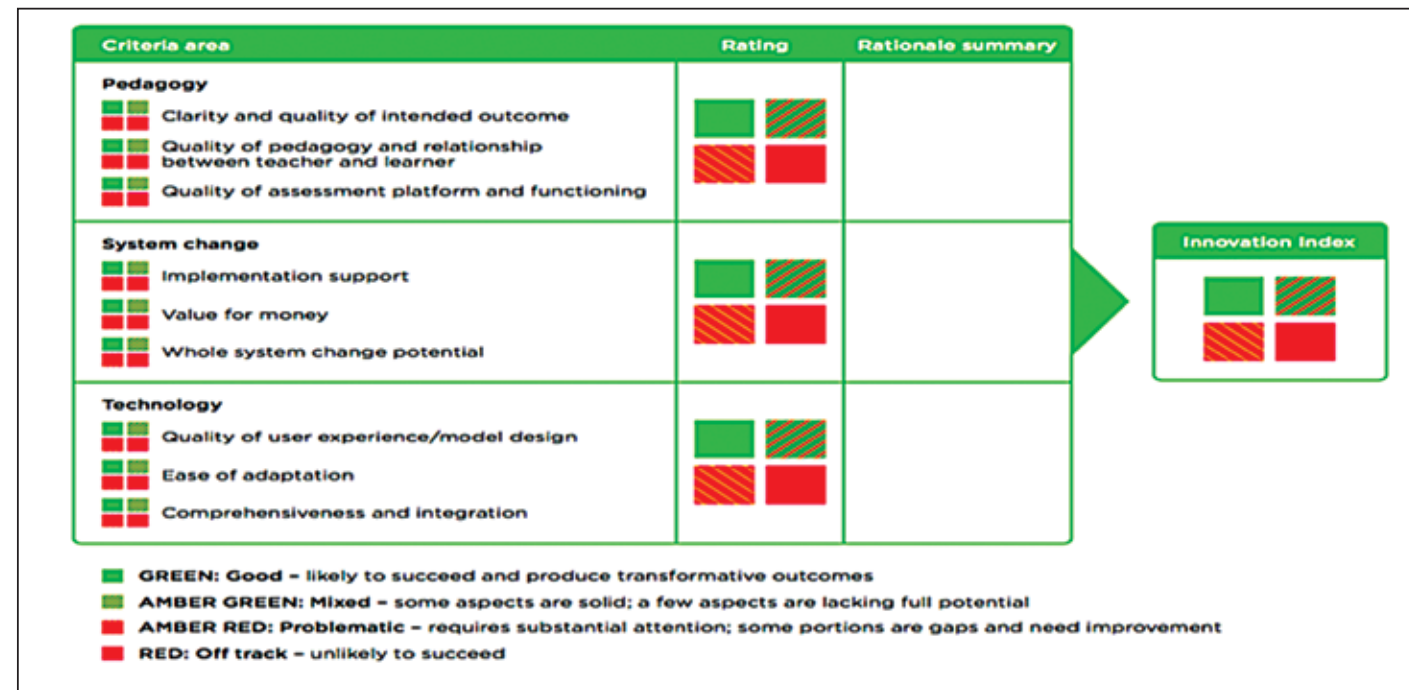 Criteria area Rating Rationale summary
Pedagogy
Clarity and quality of intended outcome
Quality of pedagogy and relationship
between teacher and learner
Quality of assessment platform and functioning
System change
Implementation support
Value for money
Whole system change potential
Technology
Quality of user experience/model design
Ease of adaptation
Comprehensiveness and integration
Innovation Index
GREEN: Good – likely to succeed and produce transformative outcomes
AMBER GREEN: Mixed – some aspects are solid; a few aspects are lacking full potential
AMBER RED: Problematic – requires substantial attention; some portions are gaps and need improvement
RED: Off track – unlikely to succeed